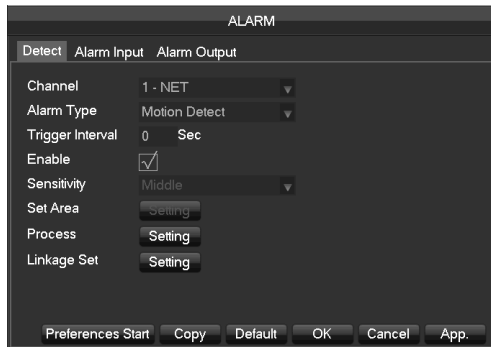 ALARM
Detect Alarm Input Alarm Output
Channel 1 - NET
Alarm Type Motion Detect
Trigger Interval 0 Sec
Enable
Sensitivity Middle
Set Area Setting
Process Setting
Linkage Set Setting
Preferences Start Copy Default OK Cancel App.